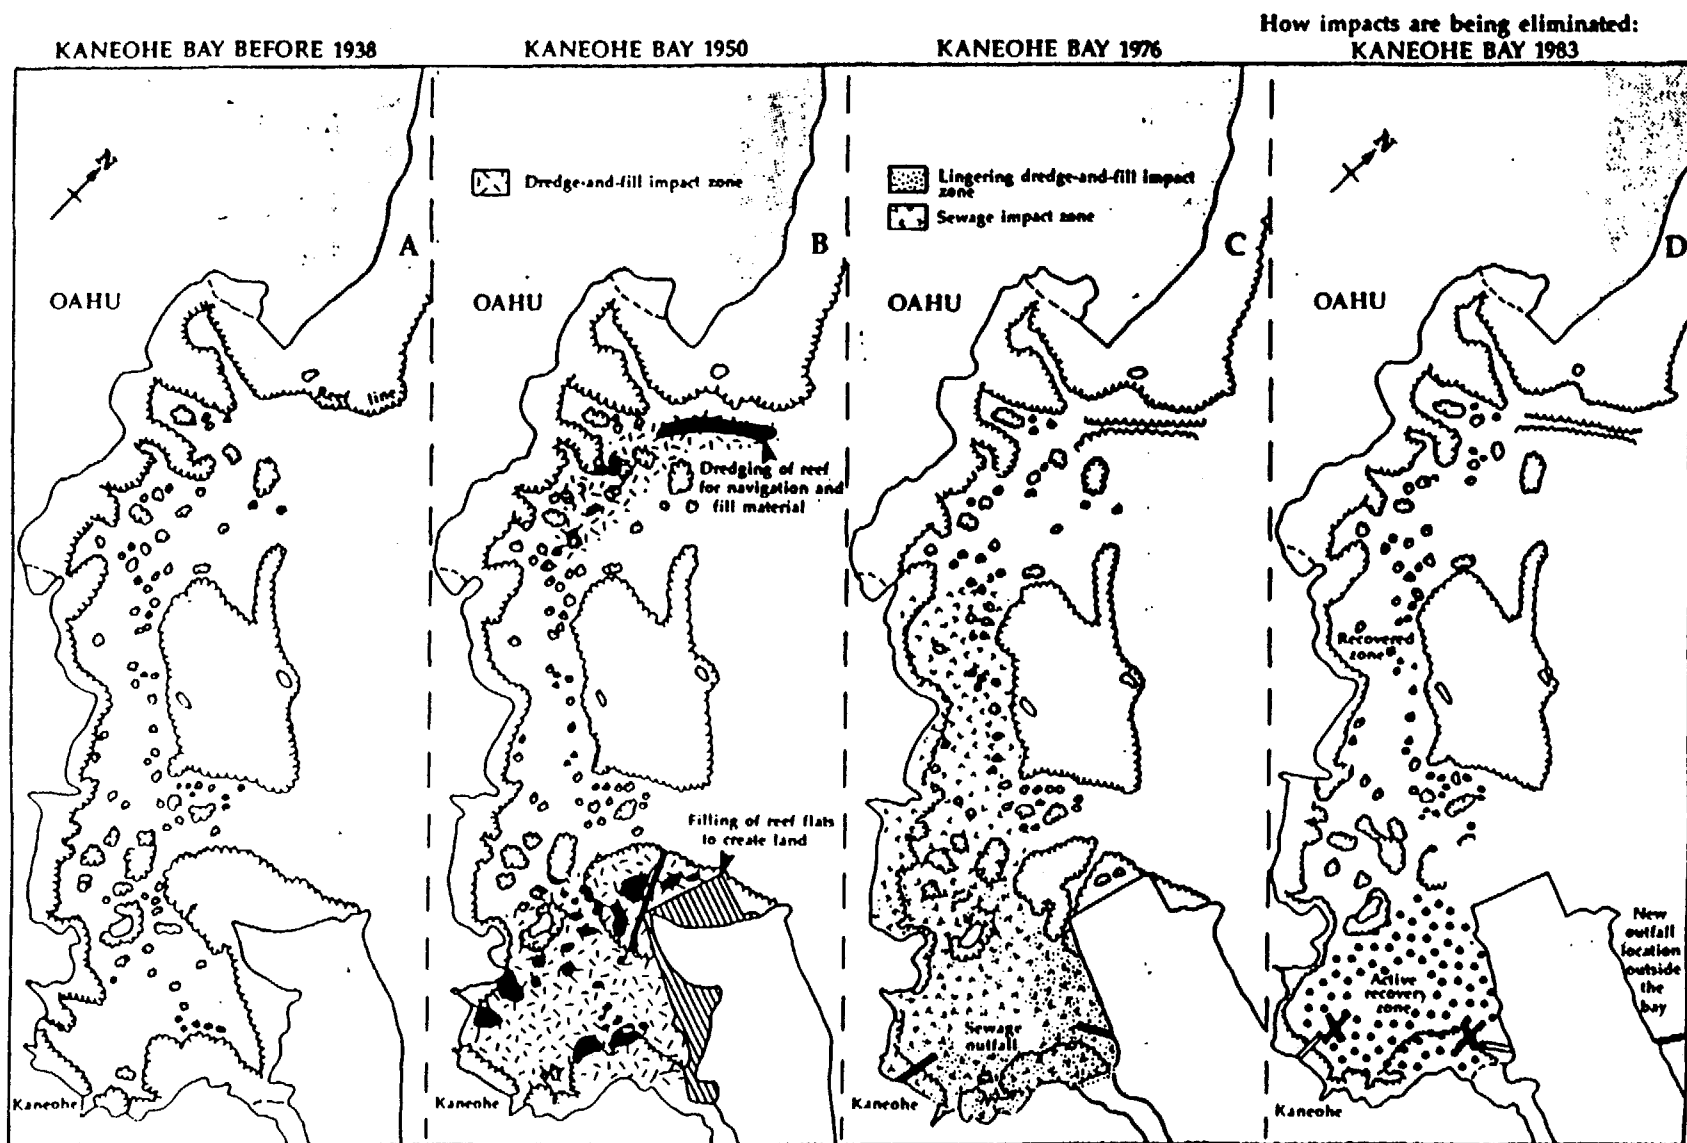 How impacts are being eliminated:
KANEOHE BAY BEFORE 1938
KANEOHE BAY 1950
KANEOHE BAY 1976
KANEOHE BAY 1983
N
A
OAHU
Reef line
Kaneohe
Dredge-and-fill impact zone
B
OAHU
Dredging of reef
for navigation and
fill material
Filling of reef flats
to create land
Kaneohe
Lingering dredge-and-fill impact
zone
Sewage impact zone
C
Sewage
outfall
Kaneohe
N
D
OAHU
Recovered
zone
New
outfall
location
outside
the
bay
Active
recovery
zone
Kaneohe